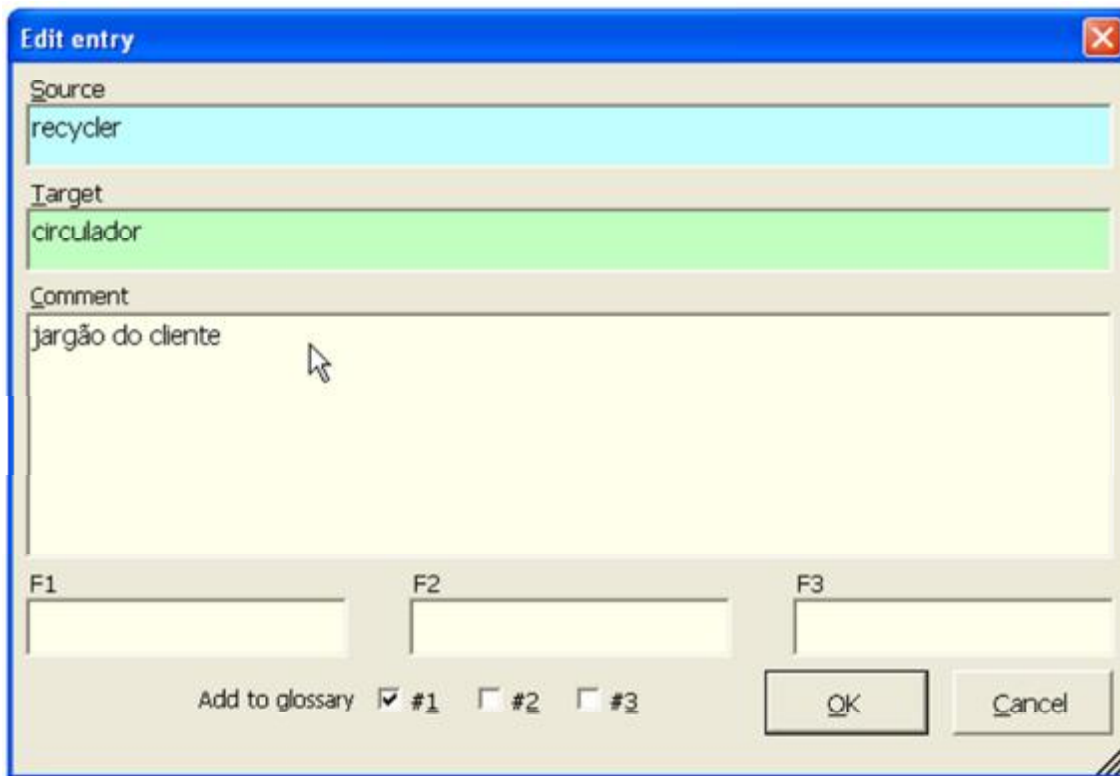 Edit entry
Source
recycler
Target
circulador
Comment
jargão do cliente
F1 F2 F3
Add to glossary #1 #2 #3 OK Cancel